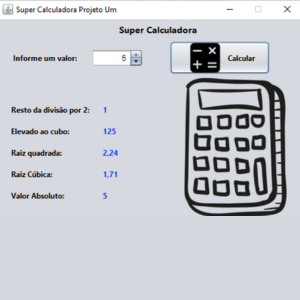 Super Calculadora Projeto Um
Super Calculadora
Informe um valor: 5 Calcular
Resto da divisão por 2: 1
Elevado ao cubo: 125
Raiz quadrada: 2,24
Raiz Cúbica: 1,71
Valor Absoluto: 5